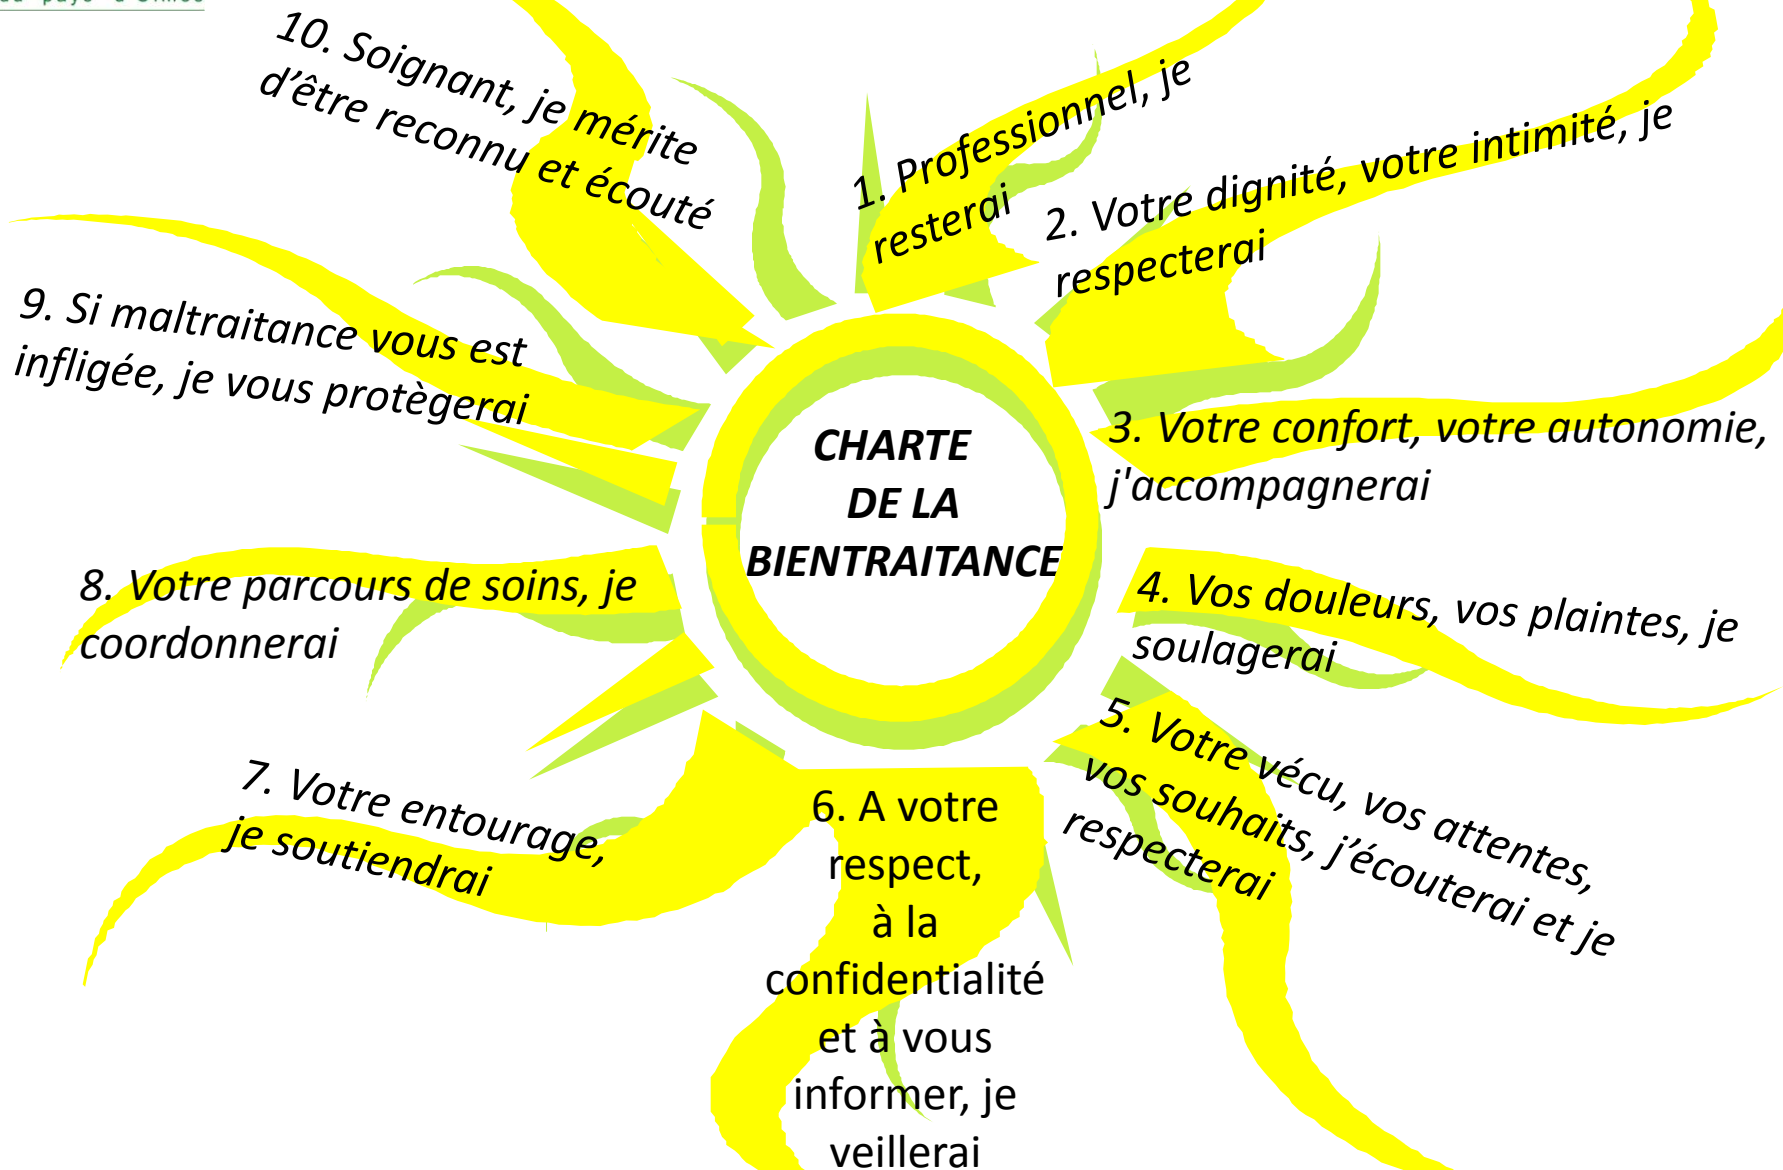 CHARTE
DE LA
BIENTRAITANCE
1. Professionnel, je
resterai
2. Votre dignité, votre intimité, je
respecterai
3. Votre confort, votre autonomie,
j'accompagnerai
4. Vos douleurs, vos plaintes, je
soulagerai
5. Votre vécu, vos attentes,
vos souhaits, j’écouterai et je
respecterai
6. A votre
respect,
à la
confidentialité
et à vous
informer, je
veillerai
7. Votre entourage,
je soutiendrai
8. Votre parcours de soins, je
coordonnerai
9. Si maltraitance vous est
infligée, je vous protègerai
10. Soignant, je mérite
d’être reconnu et écouté